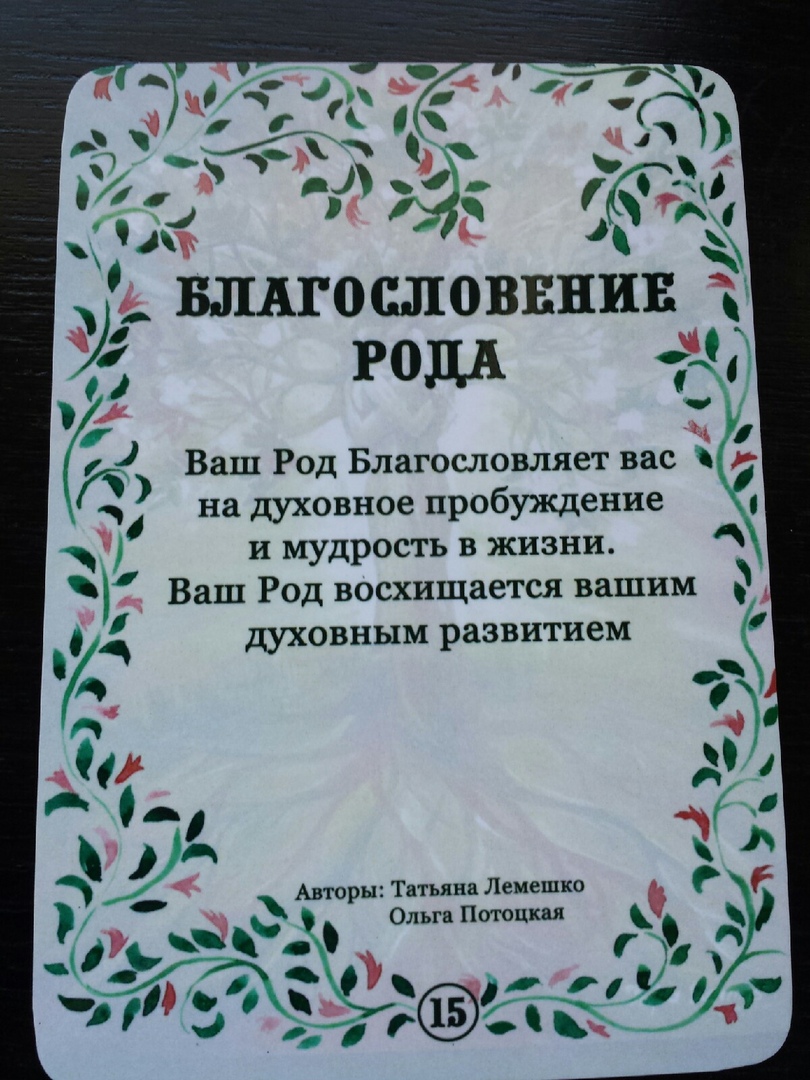 БЛАГОСЛОВЕНИЕ
РОДА
Ваш Род Благословляет вас
на духовное пробуждение
и мудрость в жизни.
Ваш Род восхищается вашим
духовным развитием
Авторы: Татьяна Лемешко
Ольга Потоцкая
15